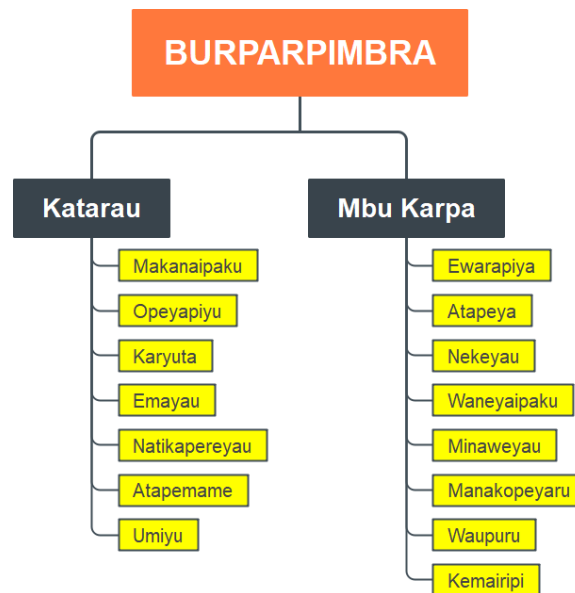 BURPARPIMBRA
Katarau
Makanaipaku
Opeyapiyu
Karyuta
Emayau
Natikapereyau
Atapemame
Umiyu
Mbu Karpa
Ewarapiya
Atapeya
Nekeyau
Waneyaipaku
Minaweyau
Manakopeyaru
Waupuru
Kemairipi